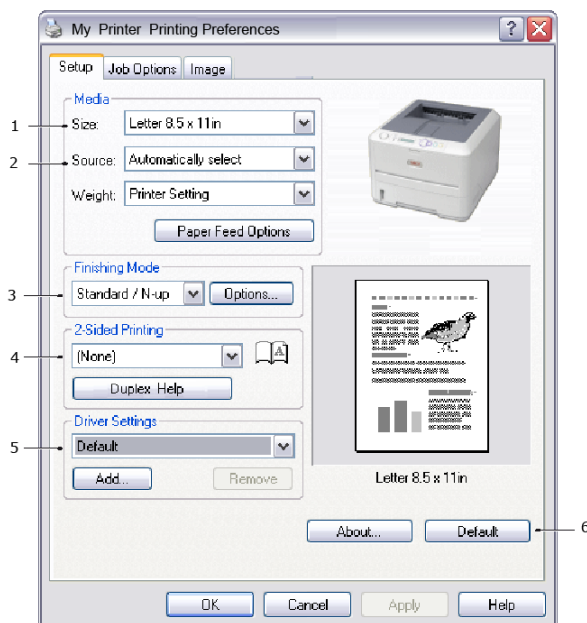 My Printer Printing Preferences
Setup Job Options Image
Media
1 Size: Letter 8.5 x 11in
2 Source: Automatically select
Weight: Printer Setting
Paper Feed Options
Finishing Mode
3 Standard / N-up Options...
2-Sided Printing
4 (None) A
Duplex Help
Driver Settings
5 Default
Add... Remove
Letter 8.5 x 11in
About... Default 6
OK Cancel Apply Help